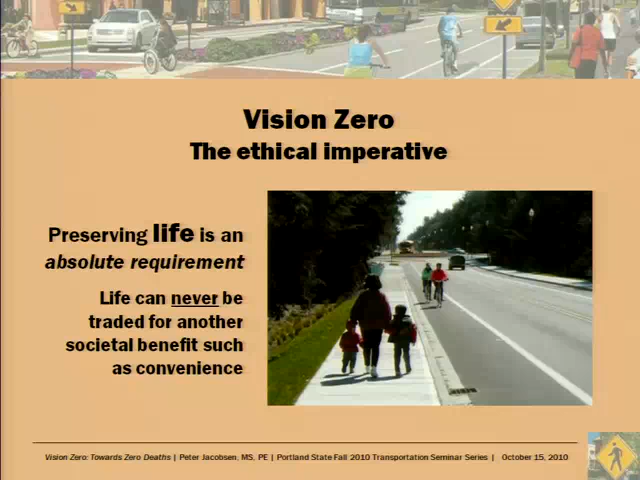 Vision Zero
The ethical imperative
Preserving life is an
absolute requirement
Life can never be
traded for another
societal benefit such
as convenience
Vision Zero: Towards Zero Deaths | Peter Jacobsen, MS, PE | Portland State Fall 2010 Transportation Seminar Series | October 15, 2010